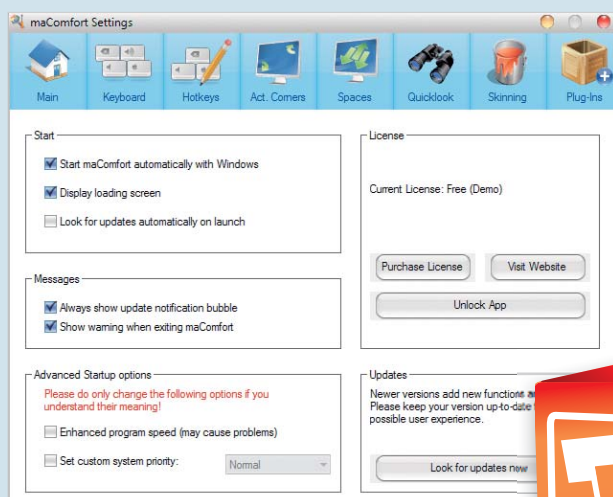 maComfort Settings
Main Keyboard Hotkeys Act. Corners Spaces Quicklook Skinning Plug-Ins
Start
Start maComfort automatically with Windows
Display loading screen
Look for updates automatically on launch
Messages
Always show update notification bubble
Show warning when exiting maComfort
Advanced Startup options
Please do only change the following options if you
understand their meaning!
Enhanced program speed (may cause problems)
Set custom system priority: Normal
License
Current License: Free (Demo)
Purchase License Visit Website
Unlock App
Updates
Newer versions add new functions
Please keep your version up-to-date
possible user experience.
Look for updates now